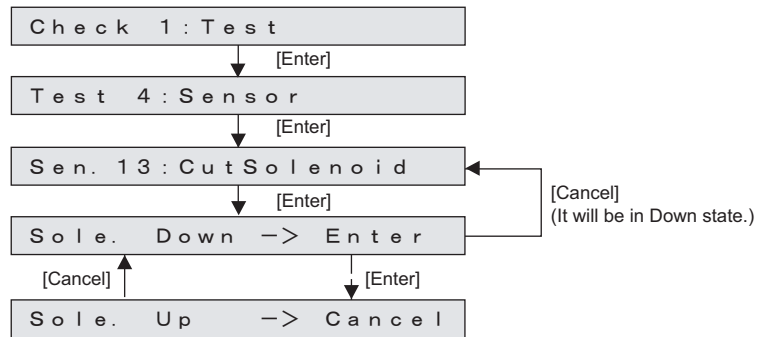 Check 1:Test
[Enter]
Test 4:Sensor
[Enter]
Sen. 13:CutSolenoid
[Cancel]
(It will be in Down state.)
[Enter]
Sole. Down -> Enter
[Cancel] [Enter]
Sole. Up -> Cancel